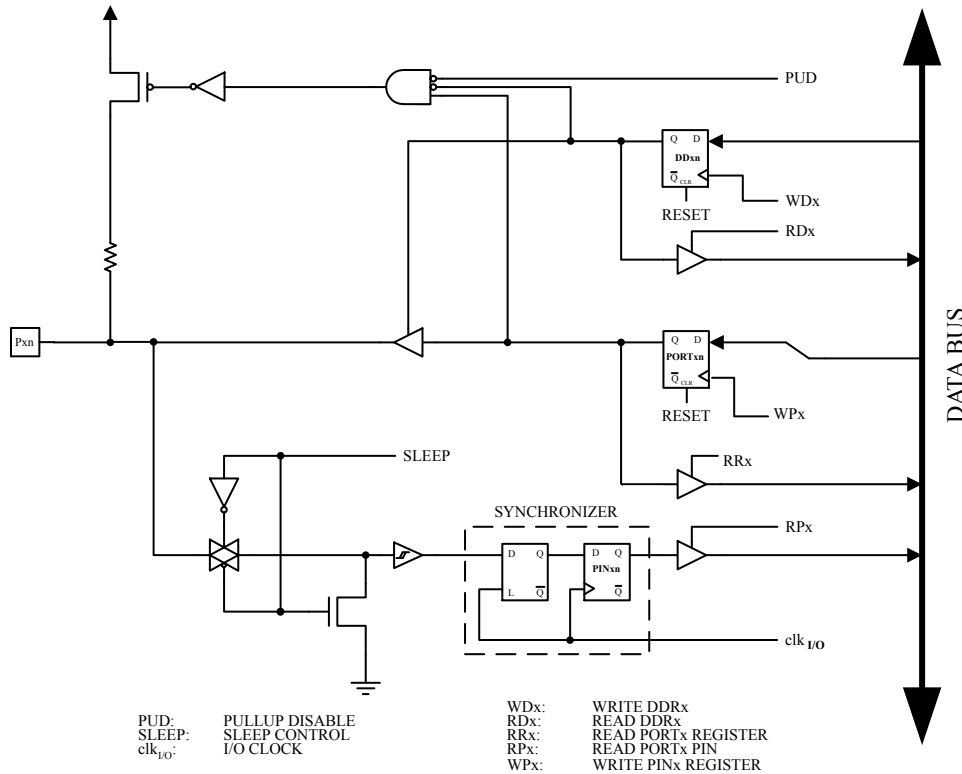 PUD
Q D
DDxn
Q CLR
WDx
RESET
RDx
Pxn
Q D
PORTxn
Q CLR
RESET
WPx
DATA BUS
SLEEP
RRx
SYNCHRONIZER
RPx
D Q
L Q
D Q
PINxn
Q
clk I/O
PUD: PULLUP DISABLE
SLEEP: SLEEP CONTROL
clkI/O: I/O CLOCK
WDx: WRITE DDRx
RDx: READ DDRx
RRx: READ PORTx REGISTER
RPx: READ PORTx PIN
WPx: WRITE PINx REGISTER